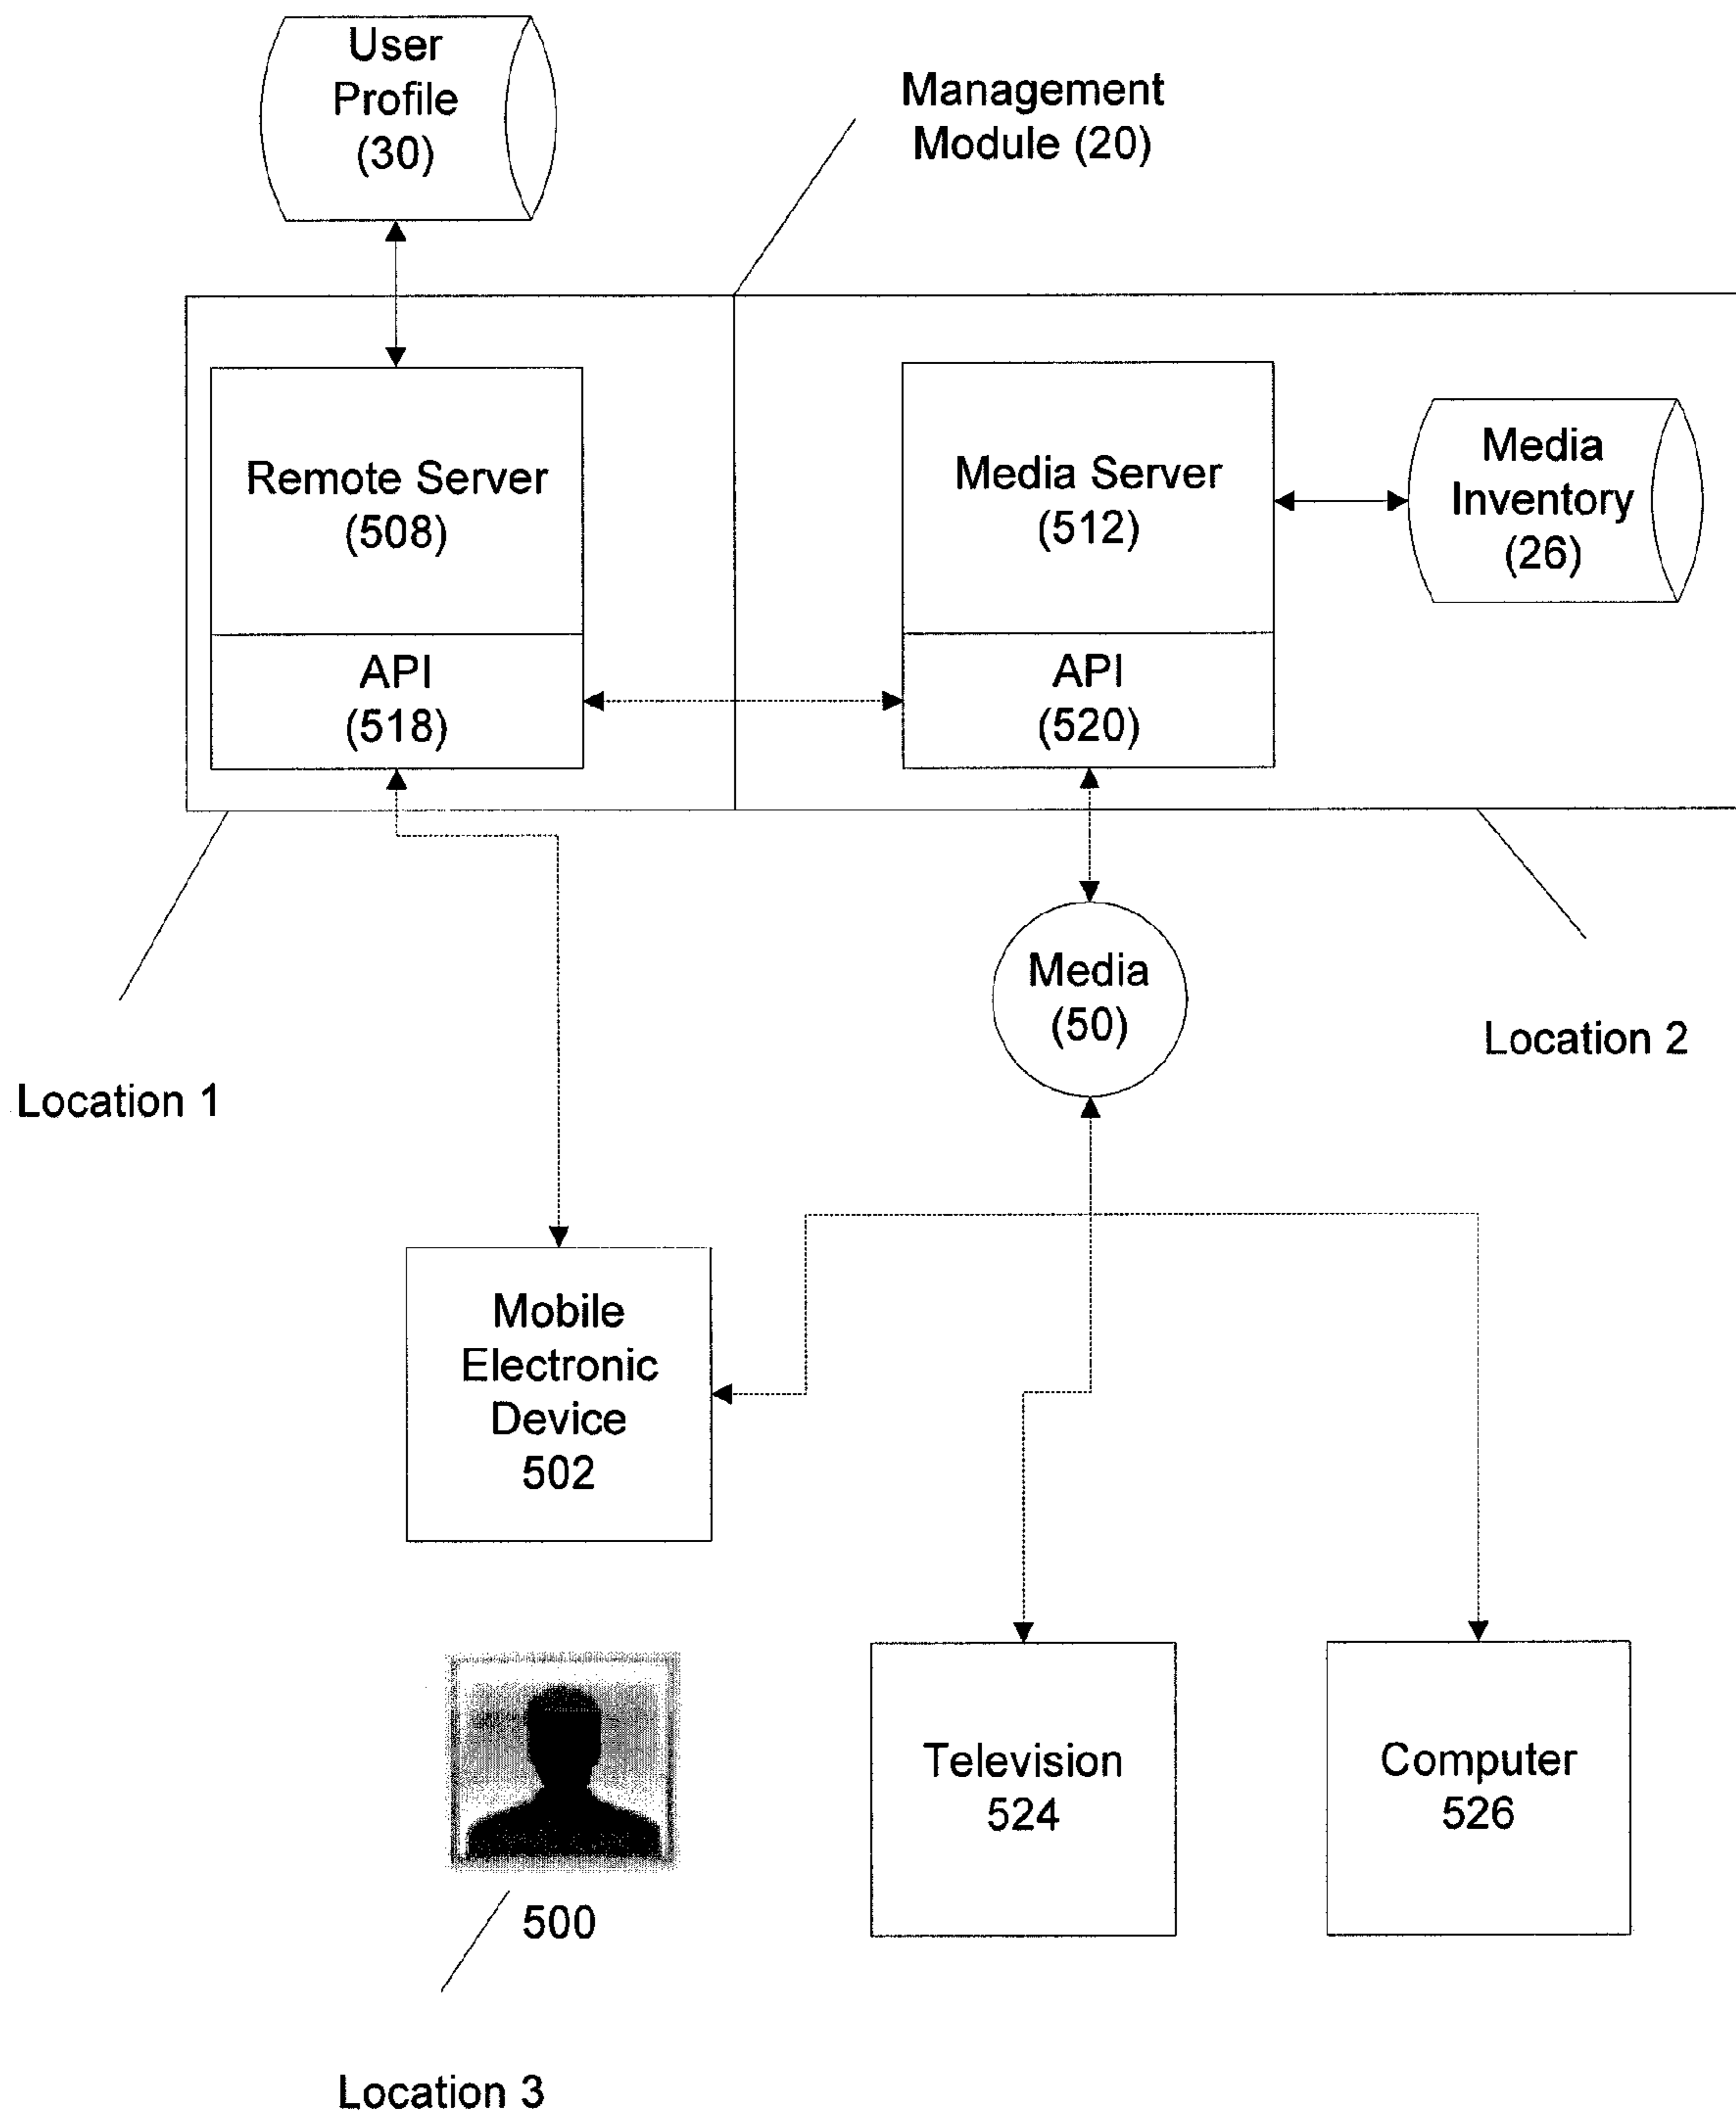 User
Profile
(30)
Management
Module (20)
Remote Server
(508)
API
(518)
Media Server
(512)
API
(520)
Media
Inventory
(26)
Media
(50)
Location 1
Location 2
Mobile
Electronic
Device
502
Television
524
Computer
526
500
Location 3